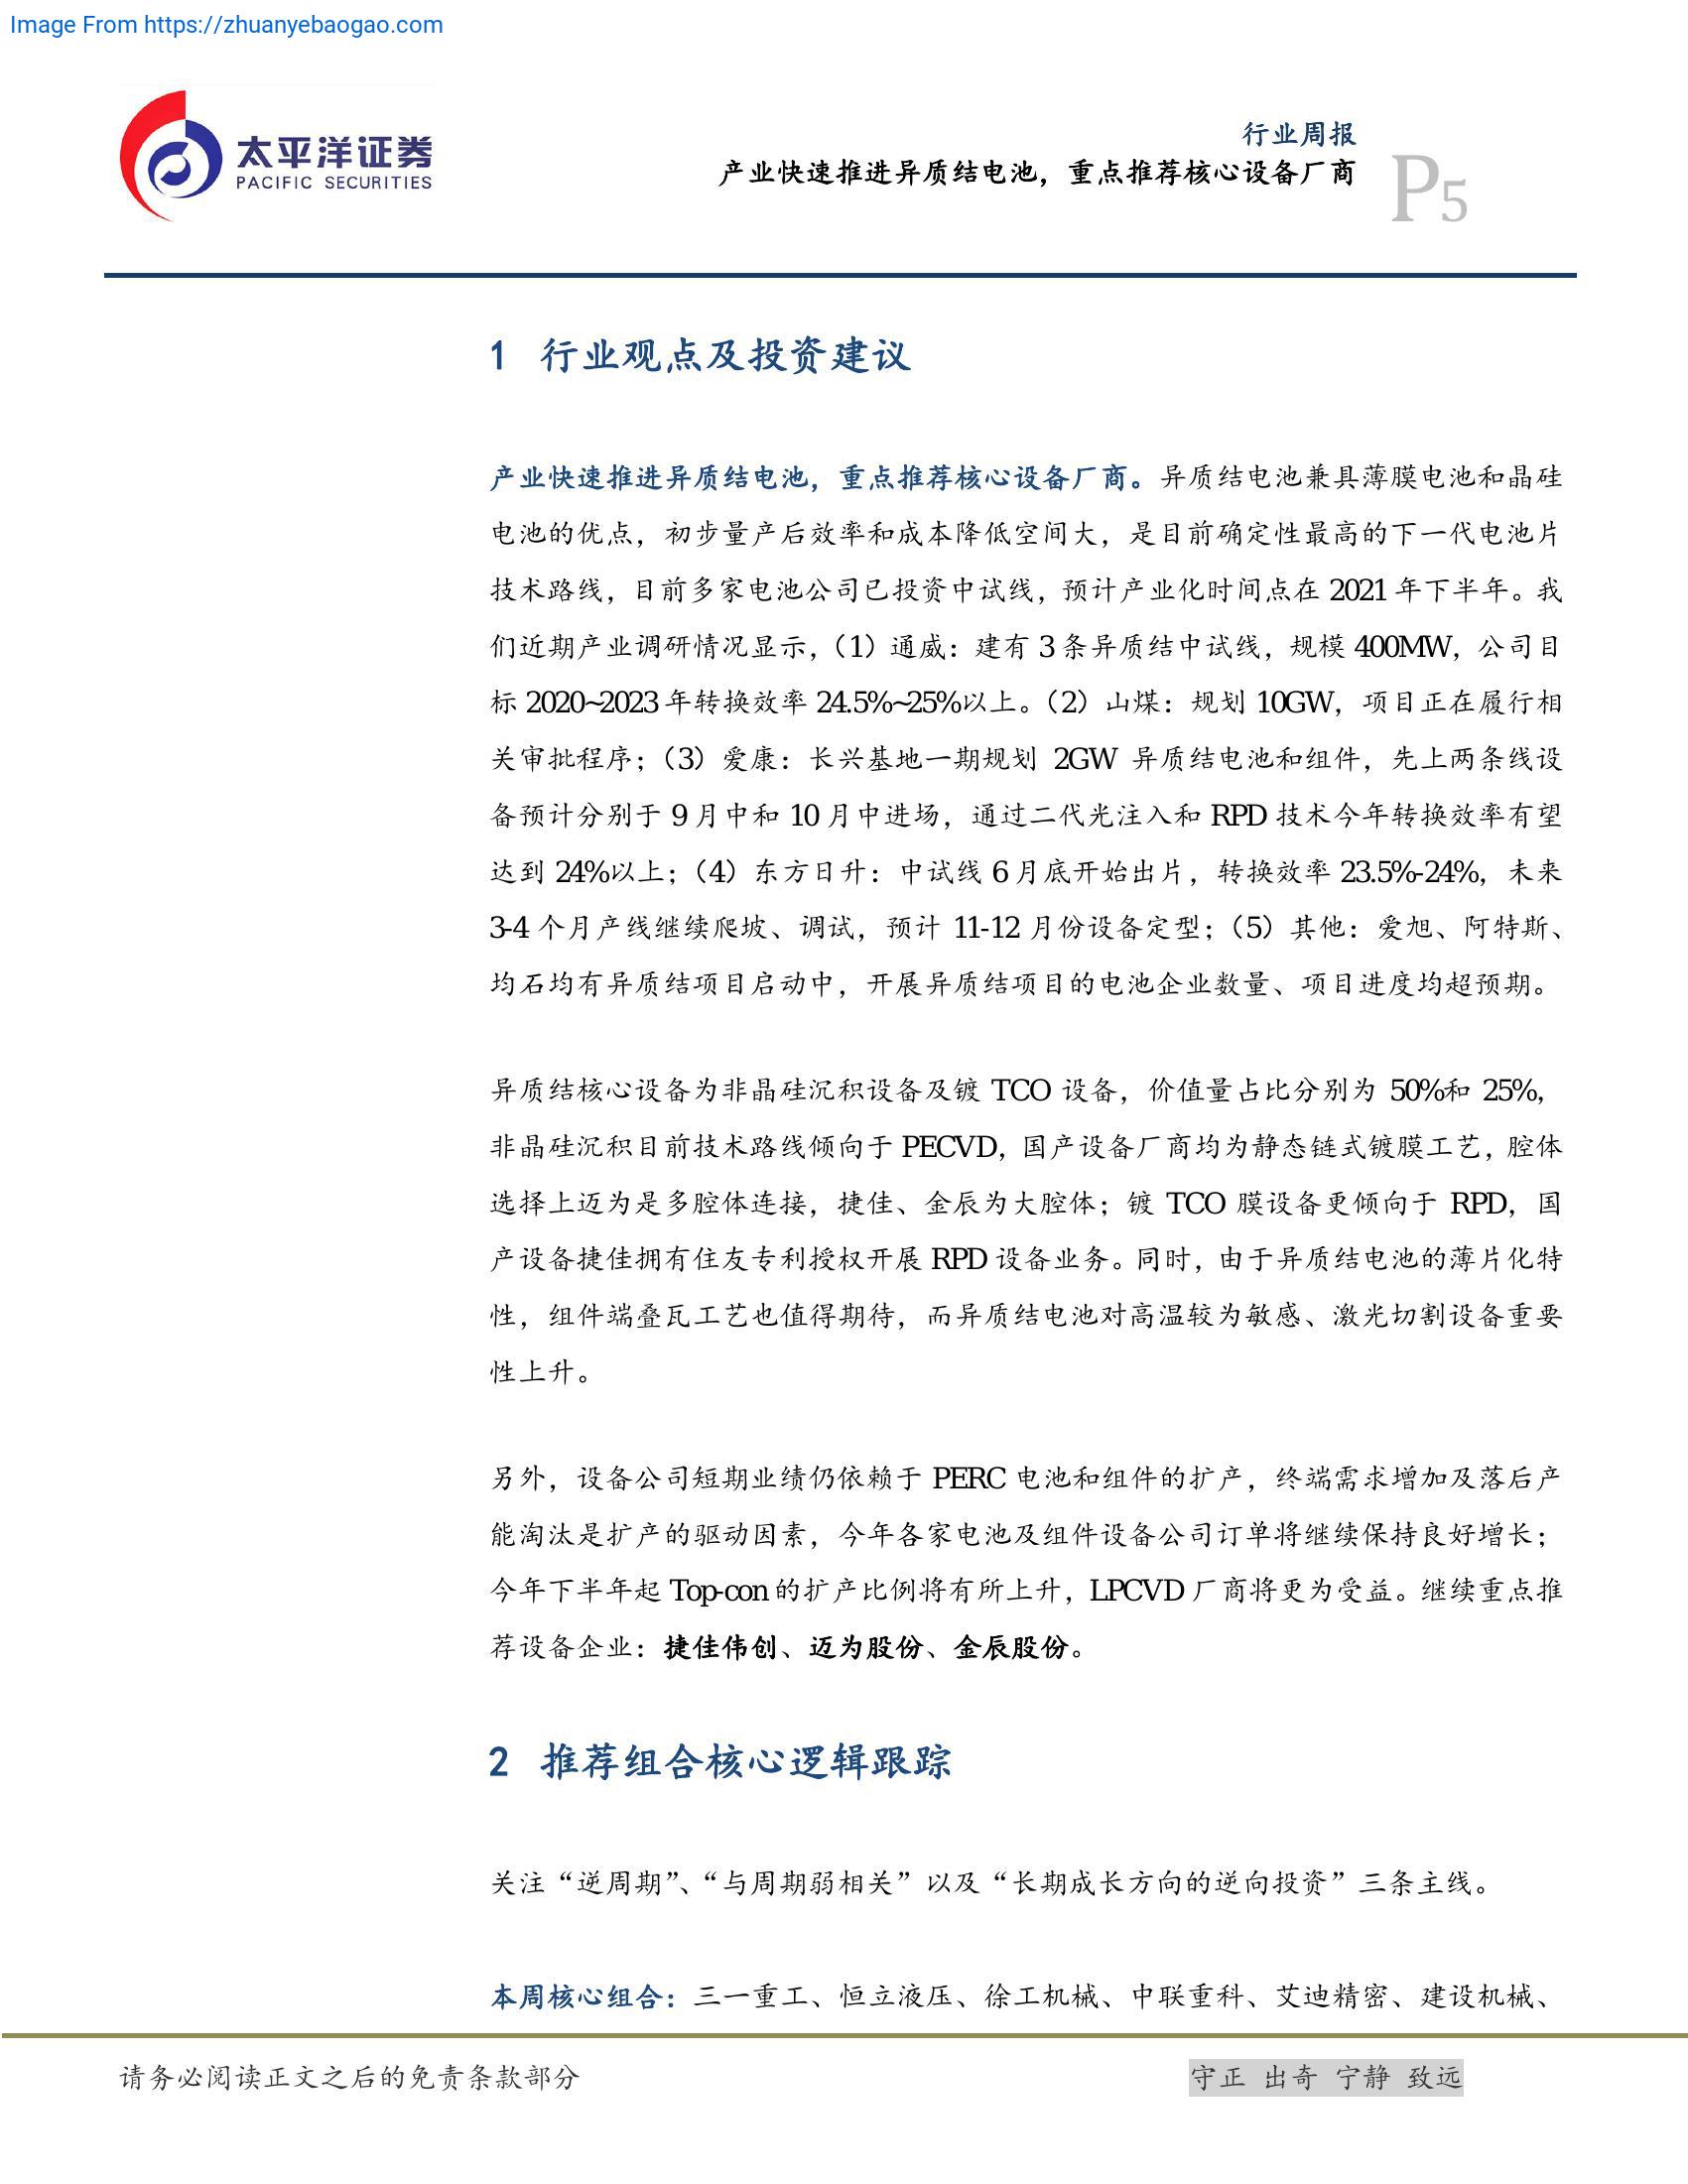 Image From https://zhuanyebaogao.com
太平洋证券
PACIFIC SECURITIES
行业周报
产业快速推进异质结电池，重点推荐核心设备厂商
P5
1 行业观点及投资建议
产业快速推进异质结电池，重点推荐核心设备厂商。异质结电池兼具薄膜电池和晶硅
电池的优点，初步量产后效率和成本降低空间大，是目前确定性最高的下一代电池片
技术路线，目前多家电池公司已投资中试线，预计产业化时间点在 2021 年下半年。我
们近期产业调研情况显示，（1）通威：建有 3 条异质结中试线，规模 400MW，公司目
标 2020~2023 年转换效率 24.5%~25%以上。（2）山煤：规划 10GW，项目正在履行相
关审批程序；（3）爱康：长兴基地一期规划 2GW 异质结电池和组件，先上两条线设
备预计分别于 9 月中和 10 月中进场，通过二代光注入和 RPD 技术今年转换效率有望
达到 24%以上；（4）东方日升：中试线 6 月底开始出片，转换效率 23.5%-24%，未来
3-4 个月产线继续爬坡、调试，预计 11-12 月份设备定型；（5）其他：爱旭、阿特斯、
均石均有异质结项目启动中，开展异质结项目的电池企业数量、项目进度均超预期。
异质结核心设备为非晶硅沉积设备及镀 TCO 设备，价值量占比分别为 50%和 25%，
非晶硅沉积目前技术路线倾向于 PECVD，国产设备厂商均为静态链式镀膜工艺，腔体
选择上迈为是多腔体连接，捷佳、金辰为大腔体；镀 TCO 膜设备更倾向于 RPD，国
产设备捷佳拥有住友专利授权开展 RPD 设备业务。同时，由于异质结电池的薄片化特
性，组件端叠瓦工艺也值得期待，而异质结电池对高温较为敏感、激光切割设备重要
性上升。
另外，设备公司短期业绩仍依赖于 PERC 电池和组件的扩产，终端需求增加及落后产
能淘汰是扩产的驱动因素，今年各家电池及组件设备公司订单将继续保持良好增长；
今年下半年起 Top-con 的扩产比例将有所上升，LPCVD 厂商将更为受益。继续重点推
荐设备企业：捷佳伟创、迈为股份、金辰股份。
2 推荐组合核心逻辑跟踪
关注“逆周期”、“与周期弱相关”以及“长期成长方向的逆向投资”三条主线。
本周核心组合：三一重工、恒立液压、徐工机械、中联重科、艾迪精密、建设机械、
请务必阅读正文之后的免责条款部分
守正 出奇 宁静 致远